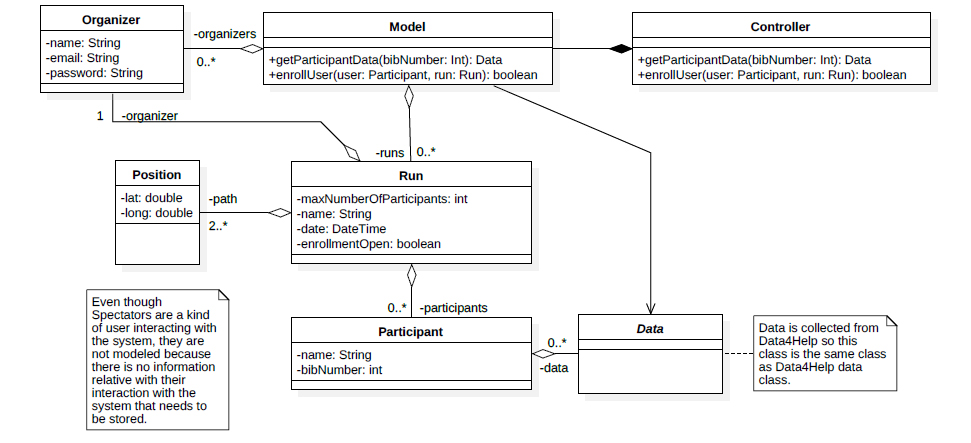 Organizer
-name: String
-email: String
-password: String
-organizers
0..*
Model
+getParticipantData(bibNumber: Int): Data
+enrollUser(user: Participant, run: Run): boolean
Controller
+getParticipantData(bibNumber: Int): Data
+enrollUser(user: Participant, run: Run): boolean
1
-organizer
-runs
0..*
Position
-lat: double
-long: double
-path
2..*
Run
-maxNumberOfParticipants: int
-name: String
-date: DateTime
-enrollmentOpen: boolean
0..*
-participants
Even though
Spectators are a kind
of user interacting with
the system, they are
not modeled because
there is no information
relative with their
interaction with the
system that needs to
be stored.
Participant
-name: String
-bibNumber: int
0..*
-data
Data
Data is collected from
Data4Help so this
class is the same class
as Data4Help data
class.